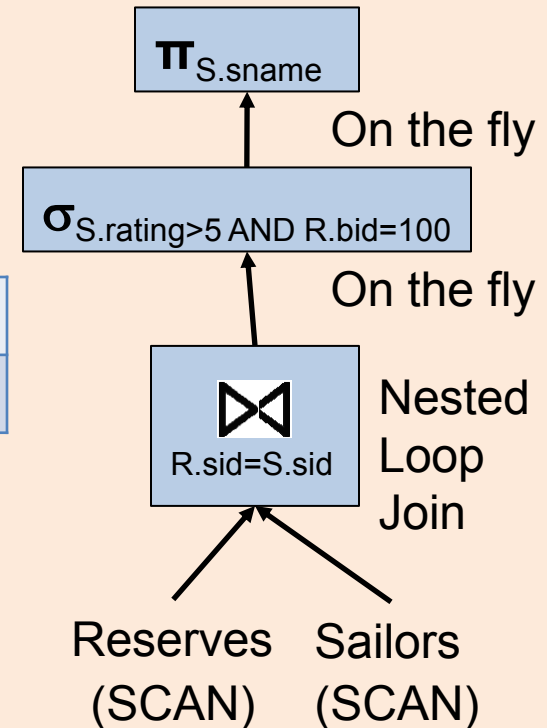 πS.sname
On the fly
σS.rating>5 AND R.bid=100
On the fly
⋈
R.sid=S.sid
Nested
Loop
Join
Reserves
(SCAN)
Sailors
(SCAN)